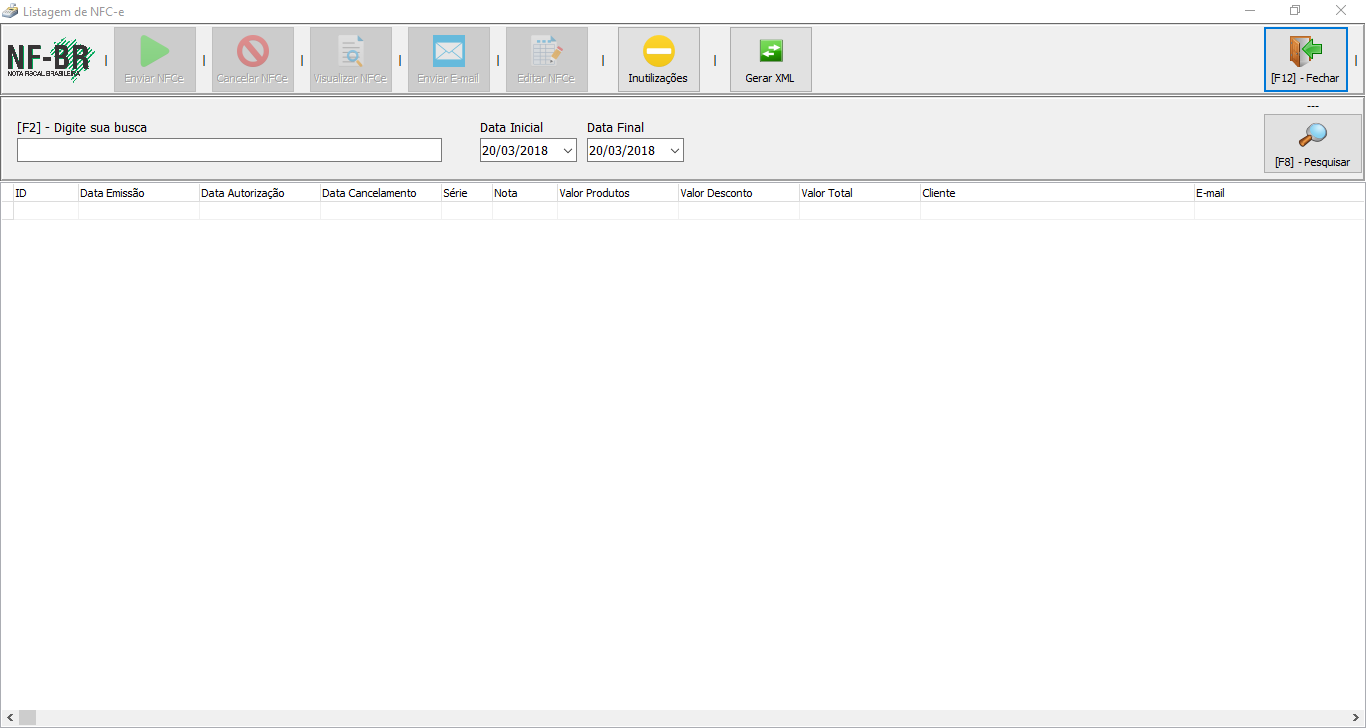 Listagem de NFC-e
NF-BR
NOTA FISCAL BRASILEIRA
Enviar NFCe
Cancelar NFCe
Visualizar NFCe
Enviar E-mail
Editar NFCe
Inutilizações
Gerar XML
[F12] - Fechar
---
[F2] - Digite sua busca
Data Inicial
Data Final
20/03/2018
20/03/2018
[F8] - Pesquisar
ID Data Emissão Data Autorização Data Cancelamento Série Nota Valor Produtos Valor Desconto Valor Total Cliente E-mail